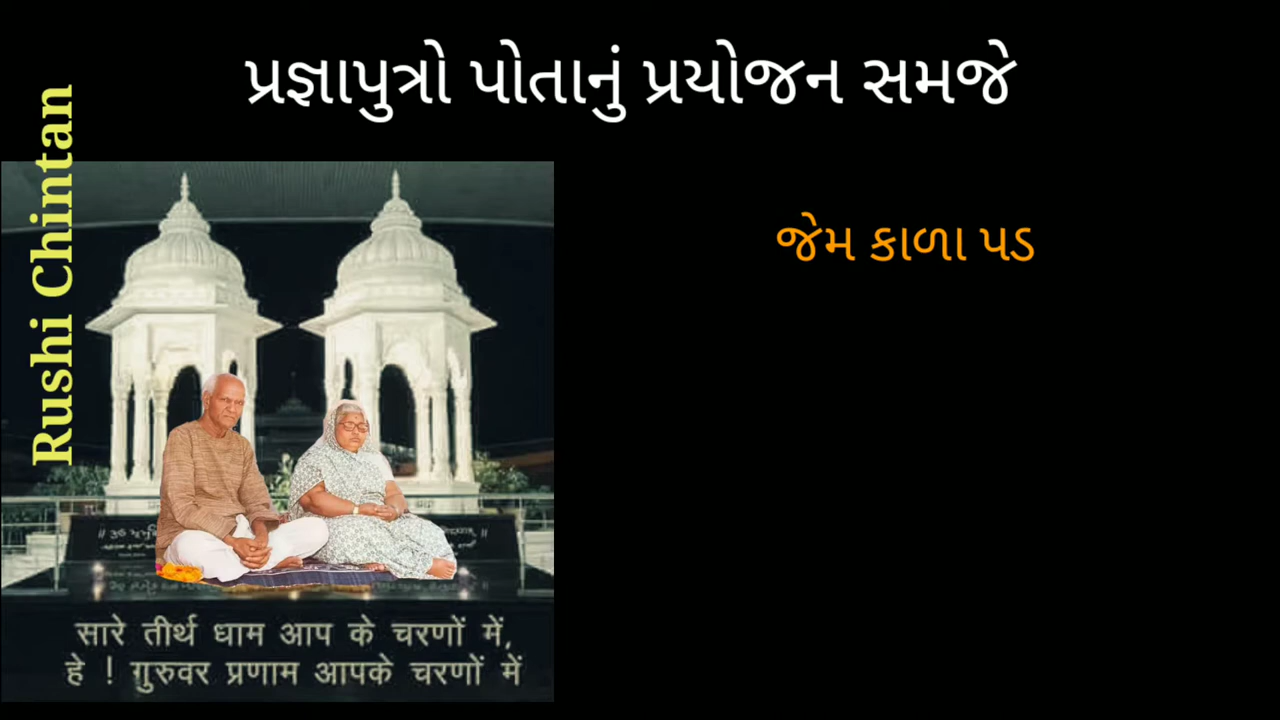 પ્રજ્ઞાપુત્રો પોતાનું પ્રયોજન સમજે
Rushi Chintan
જેમ કાળા પડ
सारे तीर्थ धाम आप के चरणों में,
हे ! गुरुवर प्रणाम आपके चरणों में